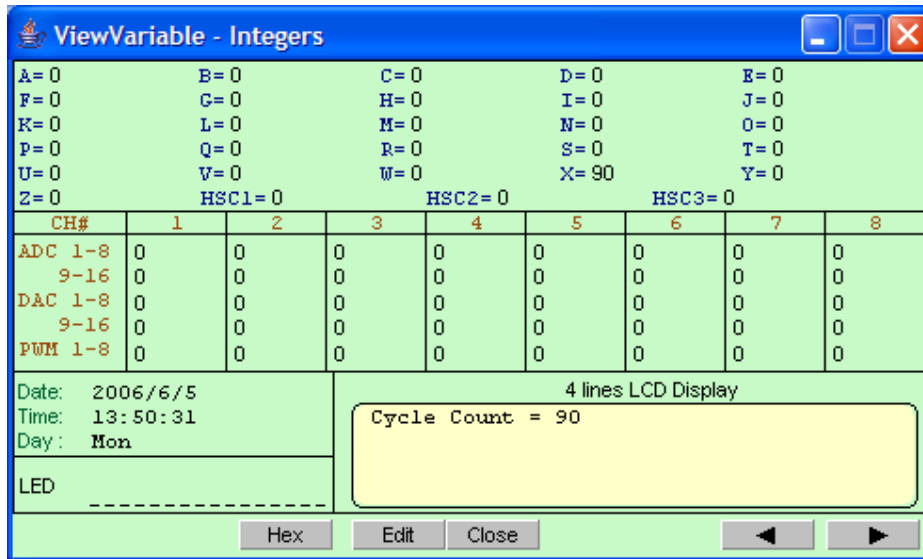 ViewVariable - Integers
A= 0 B= 0 C= 0 D= 0 E= 0
F= 0 G= 0 H= 0 I= 0 J= 0
K= 0 L= 0 M= 0 N= 0 O= 0
P= 0 Q= 0 R= 0 S= 0 T= 0
U= 0 V= 0 W= 0 X= 90 Y= 0
Z= 0 HSC1= 0 HSC2= 0 HSC3= 0
CH# 1 2 3 4 5 6 7 8
ADC 1-8 0 0 0 0 0 0 0 0
9-16 0 0 0 0 0 0 0 0
DAC 1-8 0 0 0 0 0 0 0 0
9-16 0 0 0 0 0 0 0 0
PWM 1-8 0 0 0 0 0 0 0 0
Date: 2006/6/5
Time: 13:50:31
Day : Mon
LED
4 lines LCD Display
Cycle Count = 90
Hex Edit Close